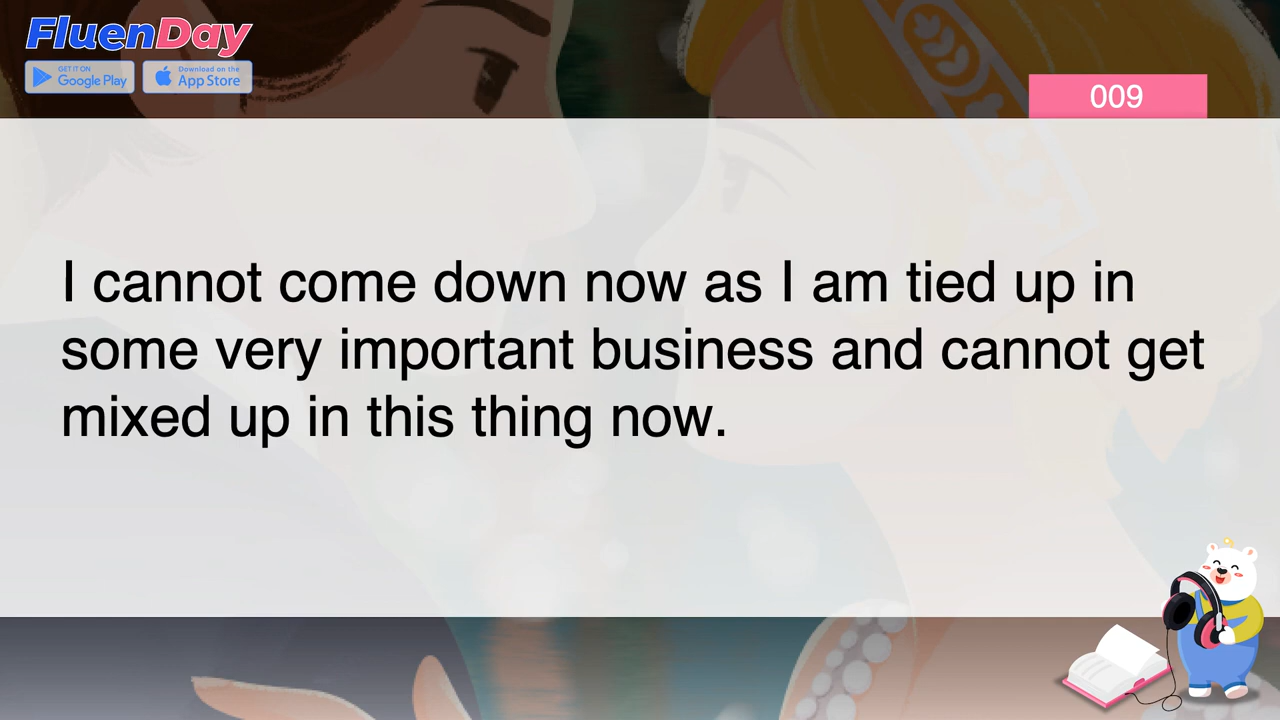 FluenDay
GET IT ON
Google Play
Download on the
App Store
009
I cannot come down now as I am tied up in
some very important business and cannot get
mixed up in this thing now.